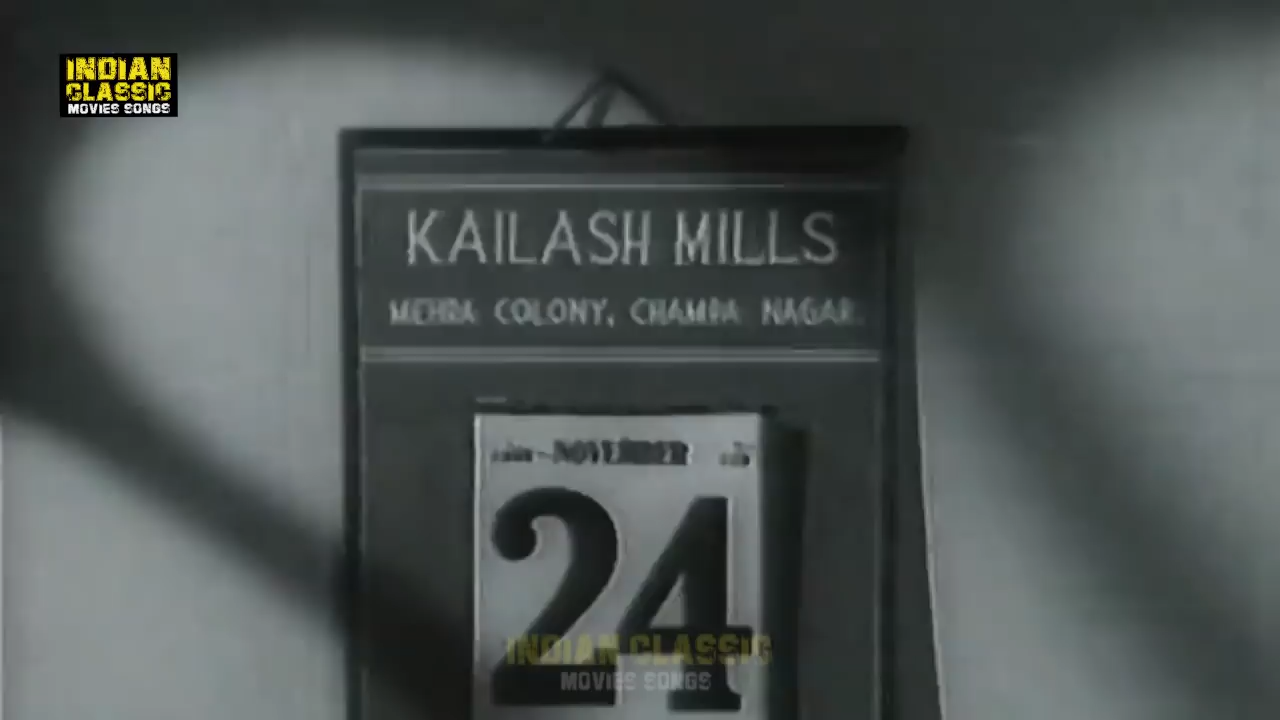 INDIAN
CLASSIC
MOVIES SONGS
KAILASH MILLS
MEHRA COLONY, CHAMPA NAGAR.
NOVEMBER
24
INDIAN CLASSIC
MOVIES SONGS